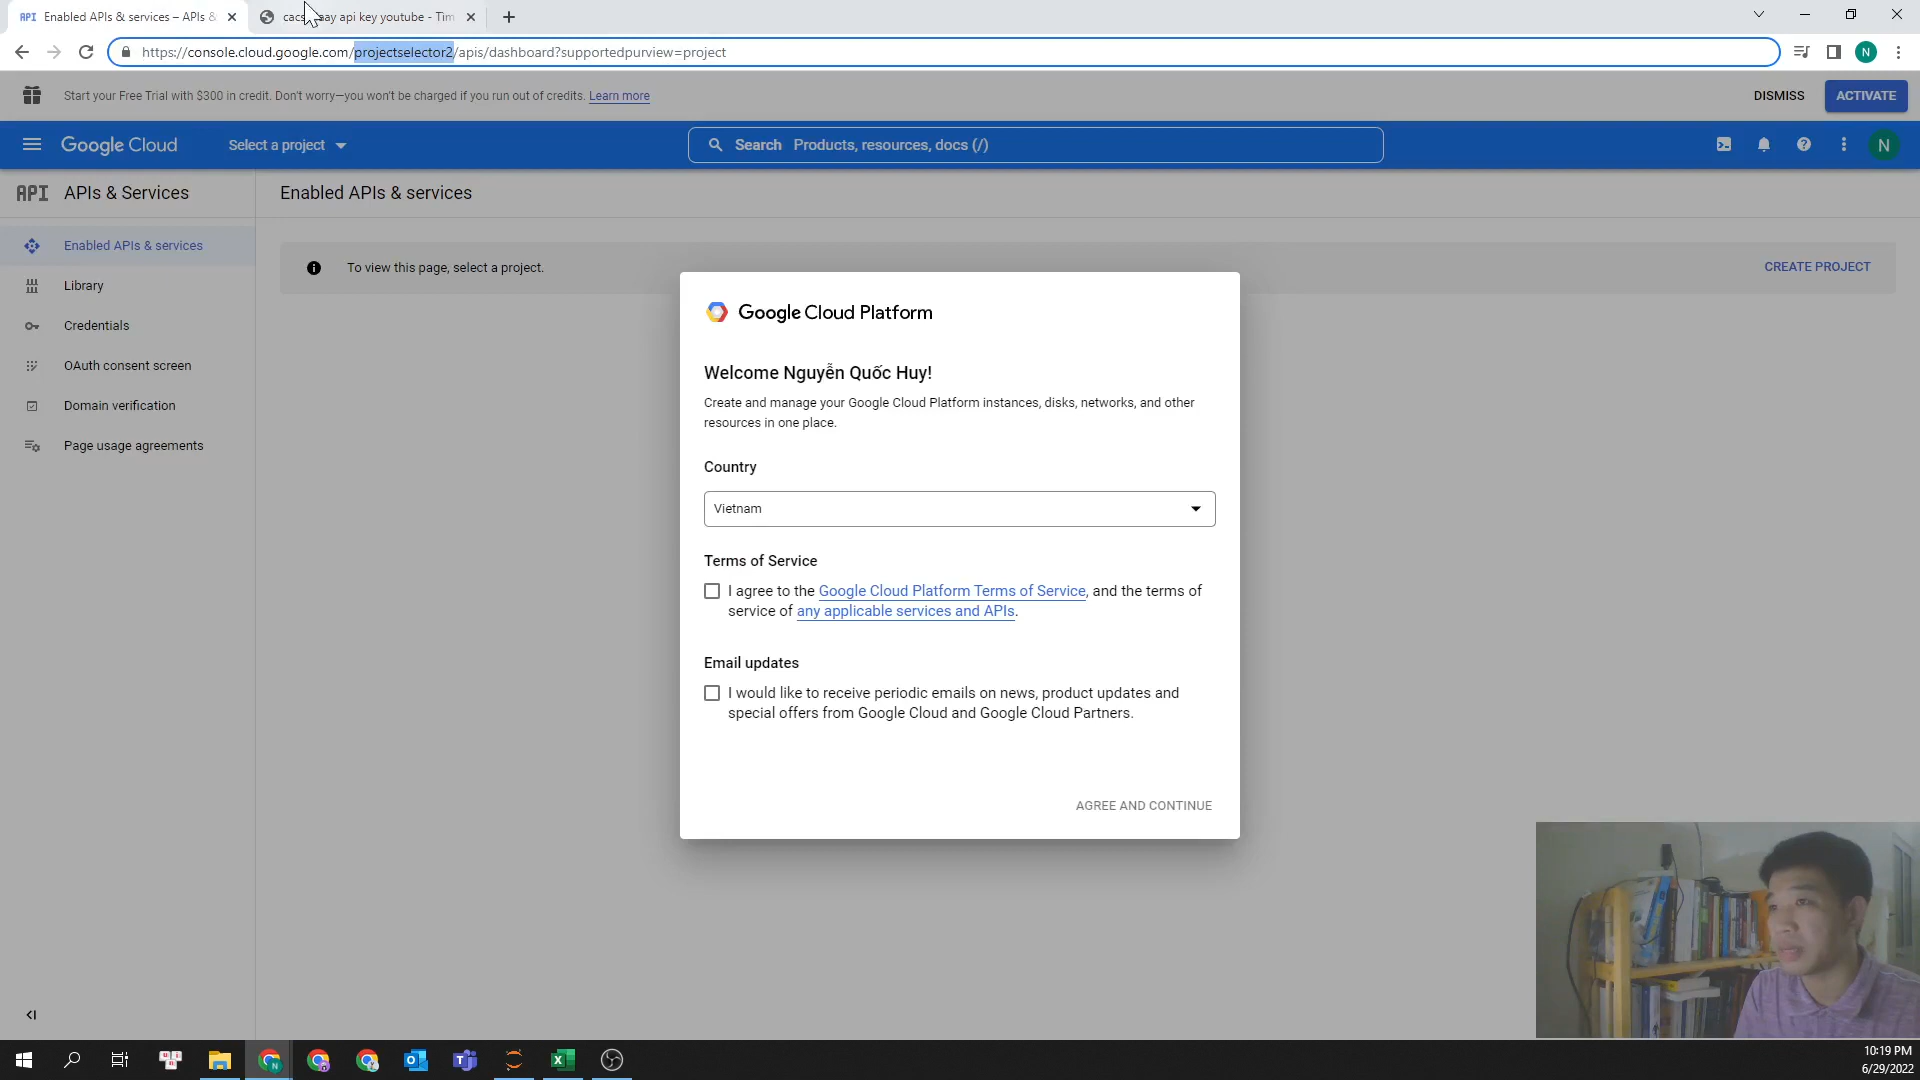 API Enabled APIs & services – APIs &
aay api key youtube - Tim
https://console.cloud.google.com/projectselector2/apis/dashboard?supportedpurview=project
N
Start your Free Trial with $300 in credit. Don't worry—you won't be charged if you run out of credits. Learn more
DISMISS
ACTIVATE
Google Cloud
Select a project
Search Products, resources, docs (/)
N
API APIs & Services
Enabled APIs & services
Enabled APIs & services
To view this page, select a project.
CREATE PROJECT
Library
Credentials
OAuth consent screen
Domain verification
Page usage agreements
Google Cloud Platform
Welcome Nguyễn Quốc Huy!
Create and manage your Google Cloud Platform instances, disks, networks, and other
resources in one place.
Country
Vietnam
Terms of Service
I agree to the Google Cloud Platform Terms of Service, and the terms of
service of any applicable services and APIs.
Email updates
I would like to receive periodic emails on news, product updates and
special offers from Google Cloud and Google Cloud Partners.
AGREE AND CONTINUE
10:19 PM
6/29/2022